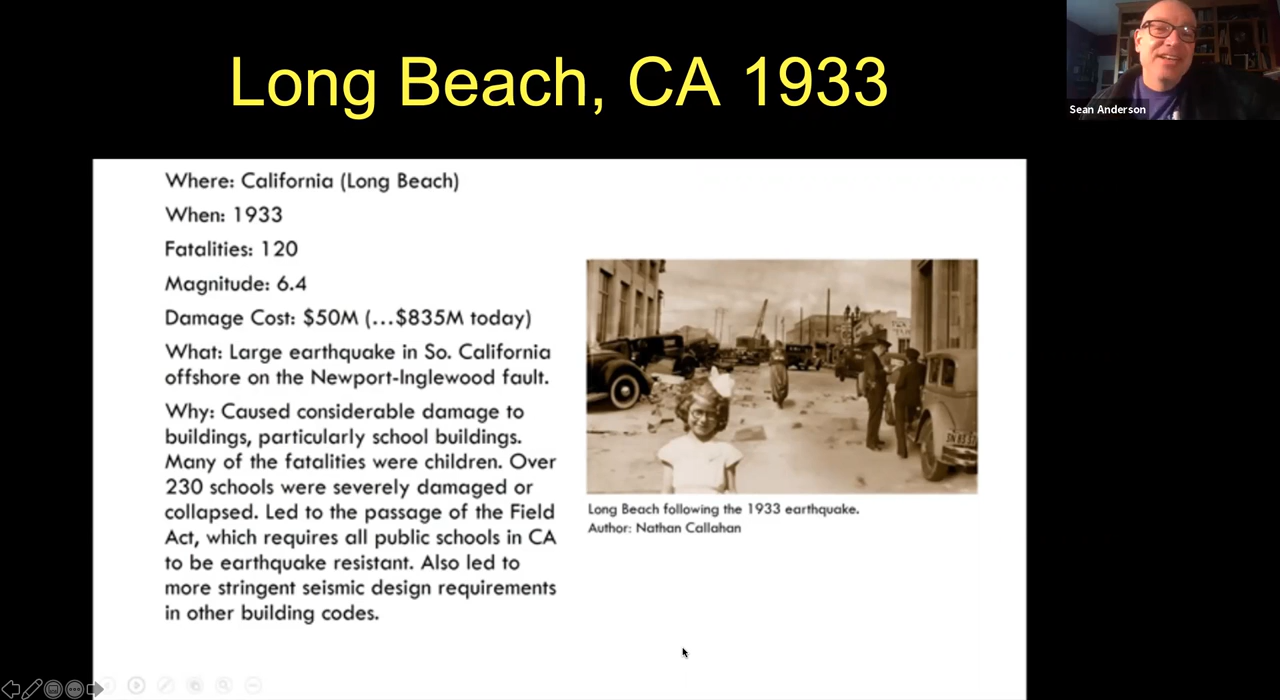 Long Beach, CA 1933
Sean Anderson
Where: California (Long Beach)
When: 1933
Fatalities: 120
Magnitude: 6.4
Damage Cost: $50M (…$835M today)
What: Large earthquake in So. California
offshore on the Newport-Inglewood fault.
Why: Caused considerable damage to
buildings, particularly school buildings.
Many of the fatalities were children. Over
230 schools were severely damaged or
collapsed. Led to the passage of the Field
Act, which requires all public schools in CA
to be earthquake resistant. Also led to
more stringent seismic design requirements
in other building codes.
Long Beach following the 1933 earthquake.
Author: Nathan Callahan